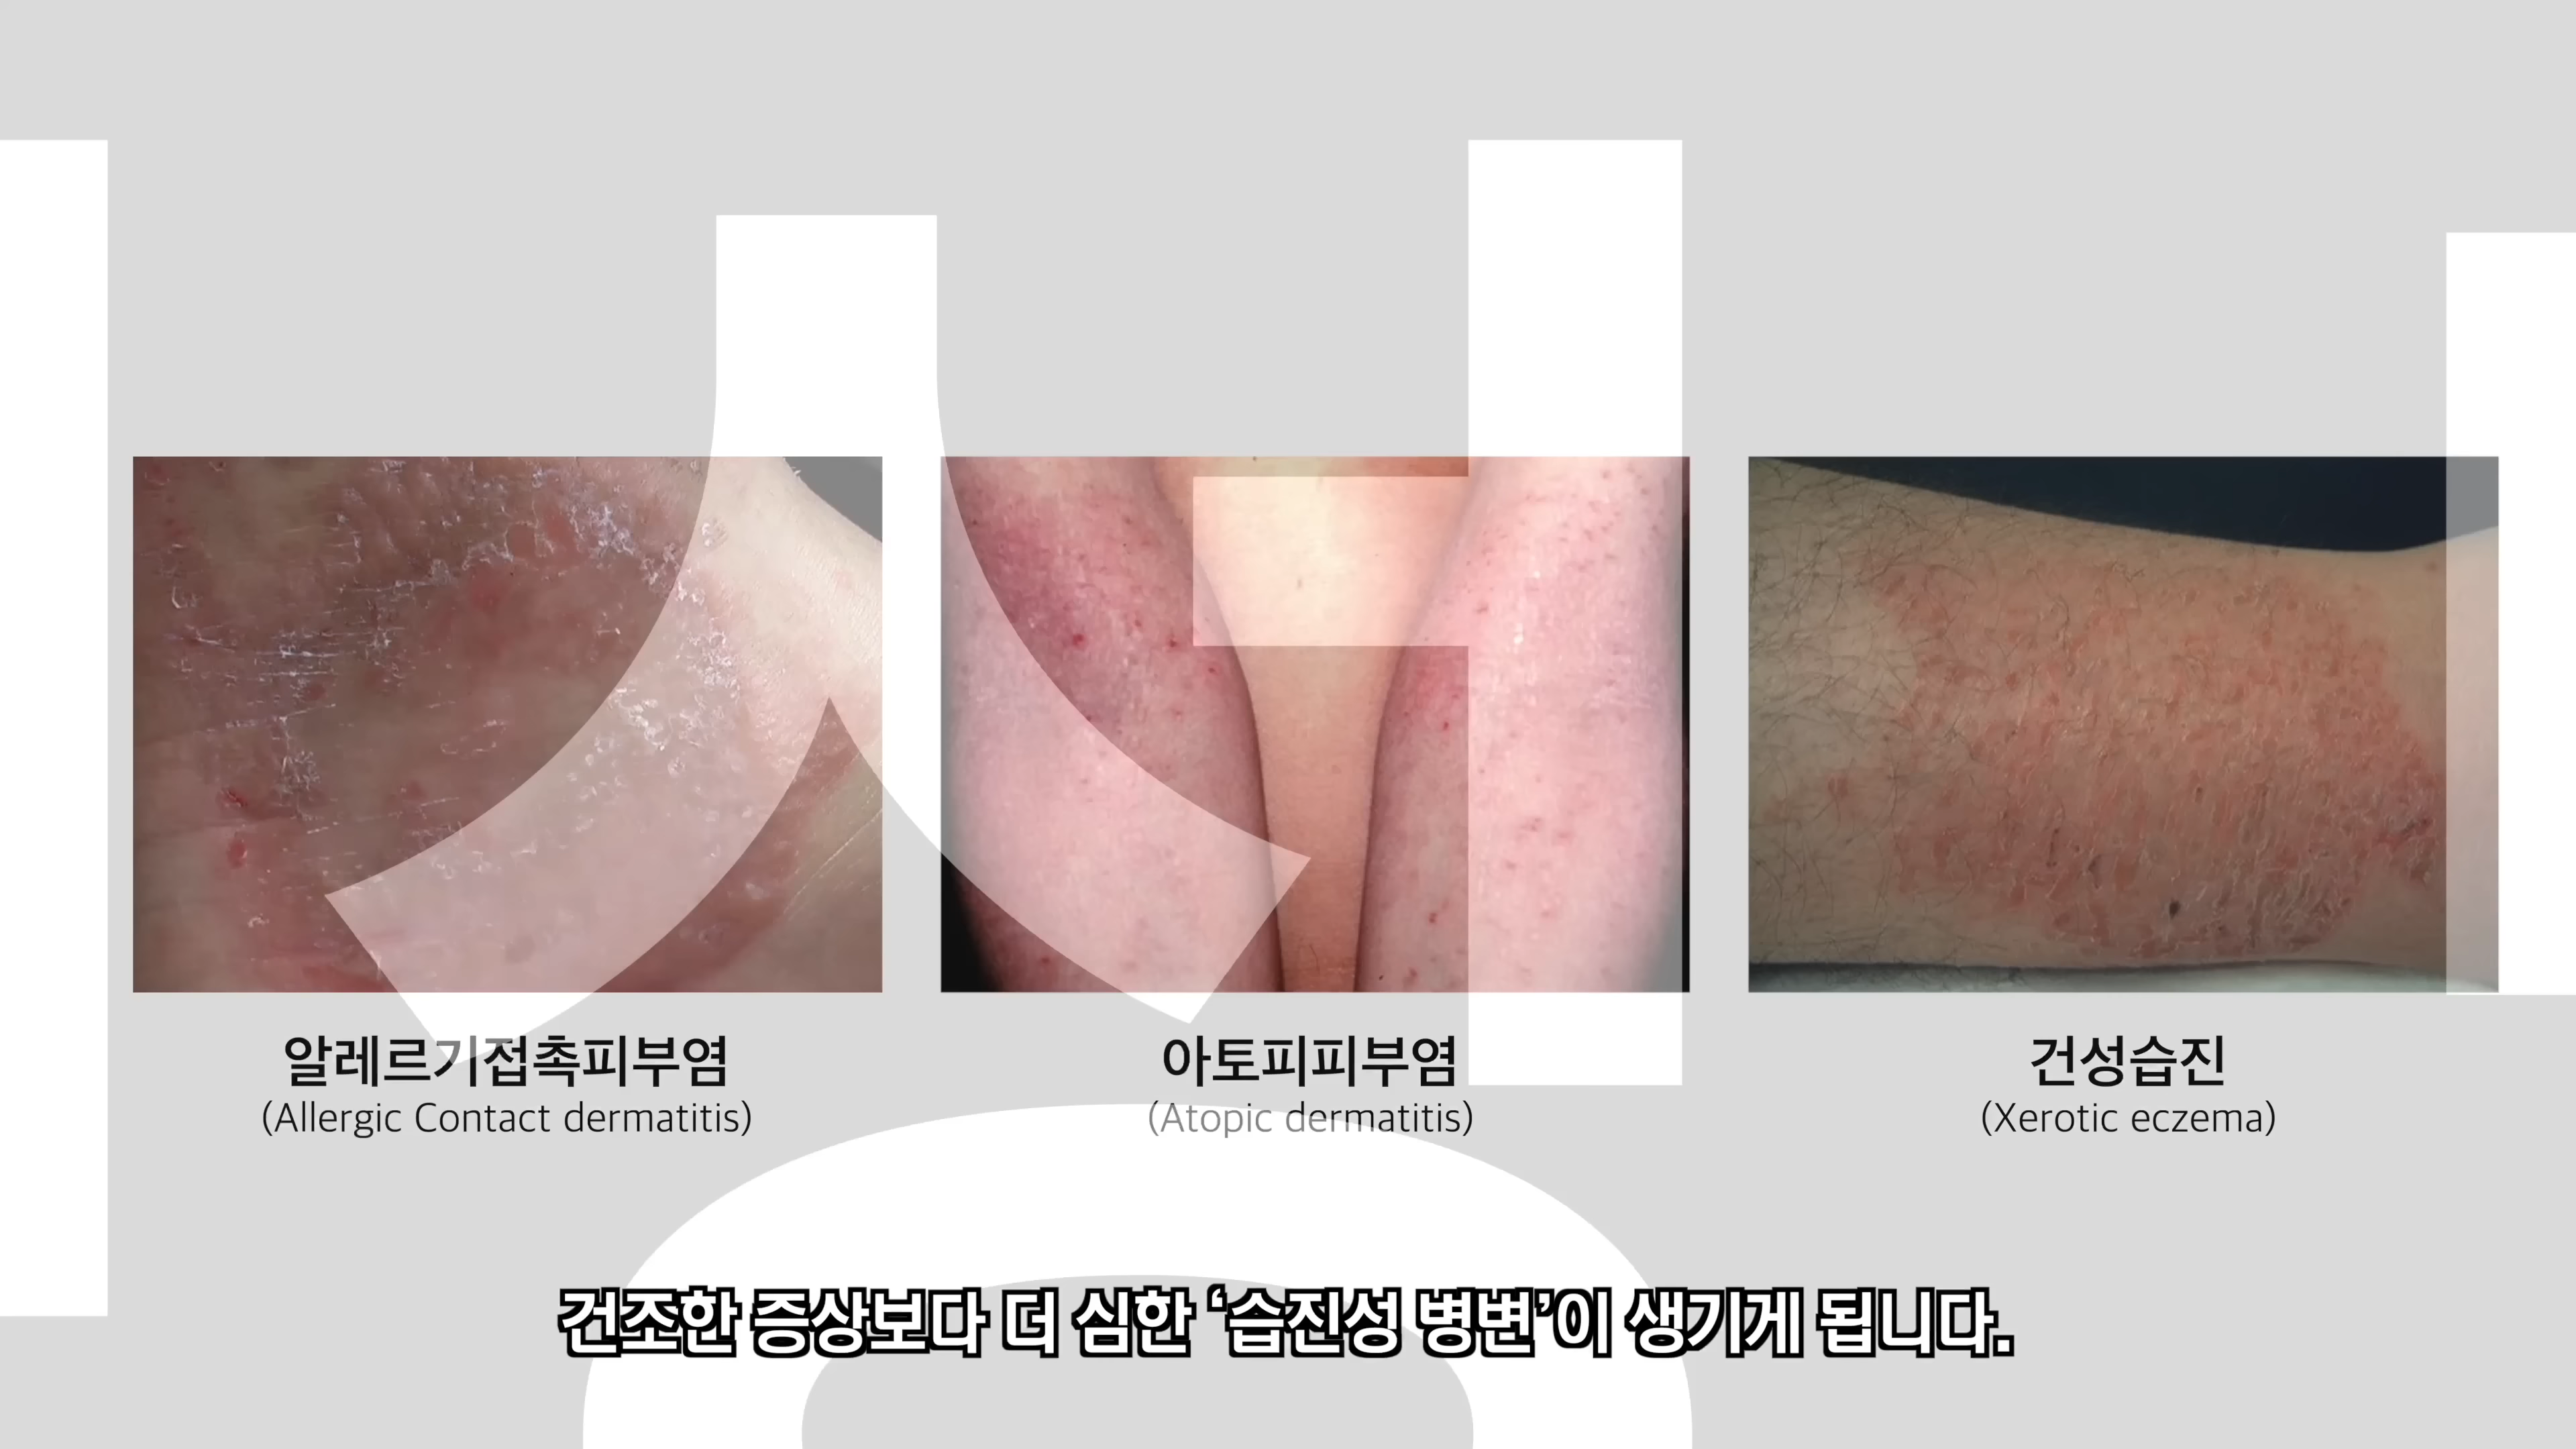 알레르기접촉피부염
(Allergic Contact dermatitis)
아토피피부염
(Atopic dermatitis)
건성습진
(Xerotic eczema)
건조한 증상보다 더 심한 ‘습진성 병변’이 생기게 됩니다.